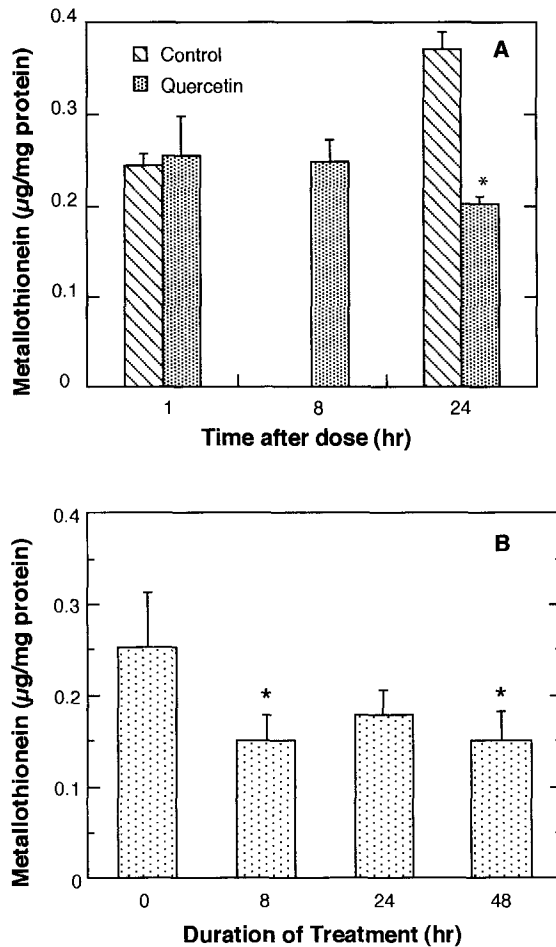 Metallothionein (µg/mg protein)
0.4
0.3
0.2
0.1
0
Control
Quercetin
A
*
1 8 24
Time after dose (hr)
Metallothionein (µg/mg protein)
0.4
0.3
0.2
0.1
0
B
* *
0 8 24 48
Duration of Treatment (hr)